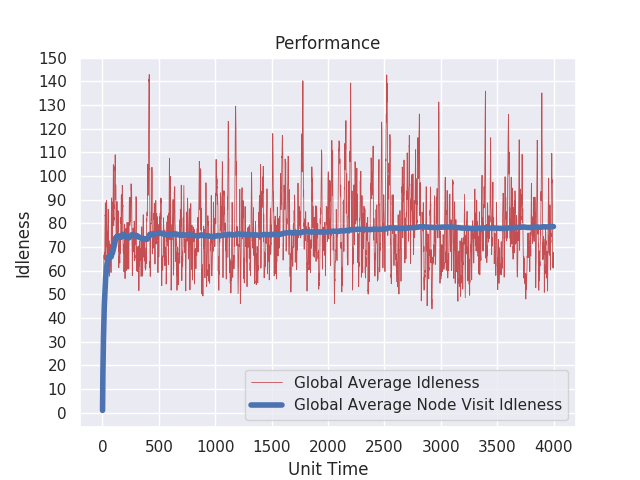 Performance
150
140
130
120
110
100
90
80
70
60
50
40
30
20
10
0
Idleness
Global Average Idleness
Global Average Node Visit Idleness
0 500 1000 1500 2000 2500 3000 3500 4000
Unit Time